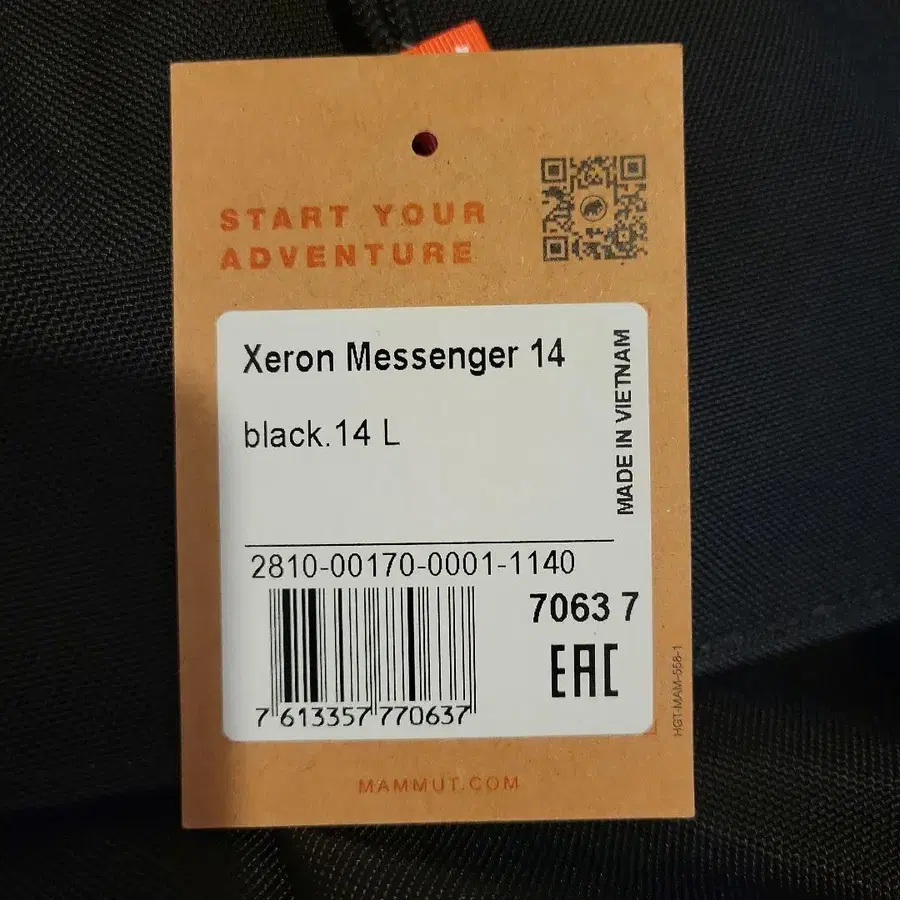 START YOUR
ADVENTURE
Xeron Messenger 14
black.14 L
MADE IN VIETNAM
2810-00170-0001-1140
7063 7
EAC
7 613357 770637
HGT-MAM-558-1
MAMMUT.COM